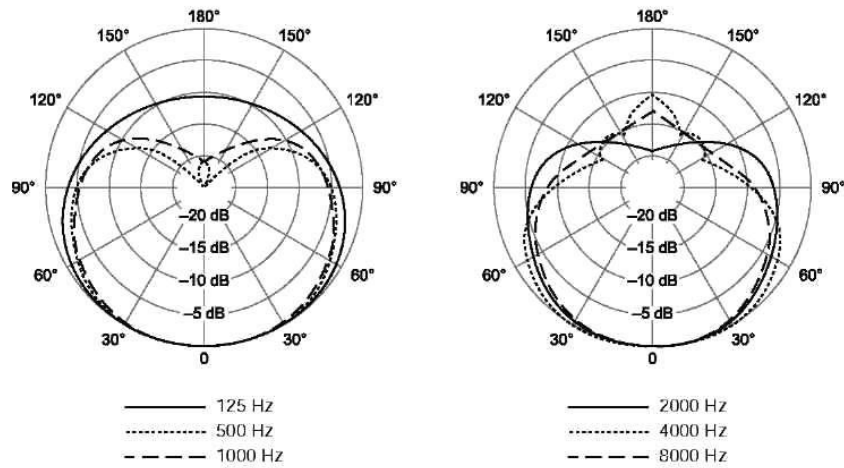 180°
150° 150°
120° 120°
90° 90°
–20 dB
–15 dB
60° 60°
–10 dB
–5 dB
30° 30°
0
125 Hz
500 Hz
1000 Hz
180°
150° 150°
120° 120°
90° 90°
–20 dB
–15 dB
60° 60°
–10 dB
–5 dB
30° 30°
0
2000 Hz
4000 Hz
8000 Hz